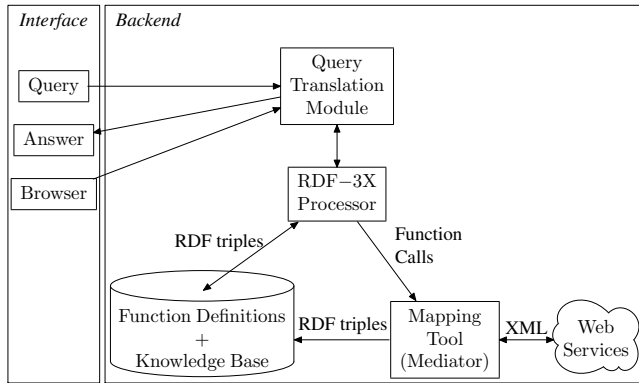 Interface
Backend
Query
Answer
Browser
Query
Translation
Module
RDF−3X
Processor
RDF triples
Function
Calls
Function Definitions
+
Knowledge Base
RDF triples
Mapping
Tool
(Mediator)
XML
Web
Services